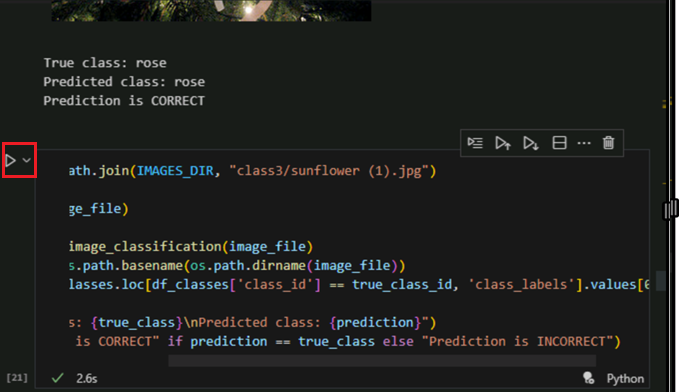 True class: rose
Predicted class: rose
Prediction is CORRECT
ath.join(IMAGES_DIR, "class3/sunflower (1).jpg")
ge_file)
image_classification(image_file)
s.path.basename(os.path.dirname(image_file))
lasses.loc[df_classes['class_id'] == true_class_id, 'class_labels'].values[0
s: {true_class}\nPredicted class: {prediction}")
is CORRECT" if prediction == true_class else "Prediction is INCORRECT")
[21] 2.6s Python